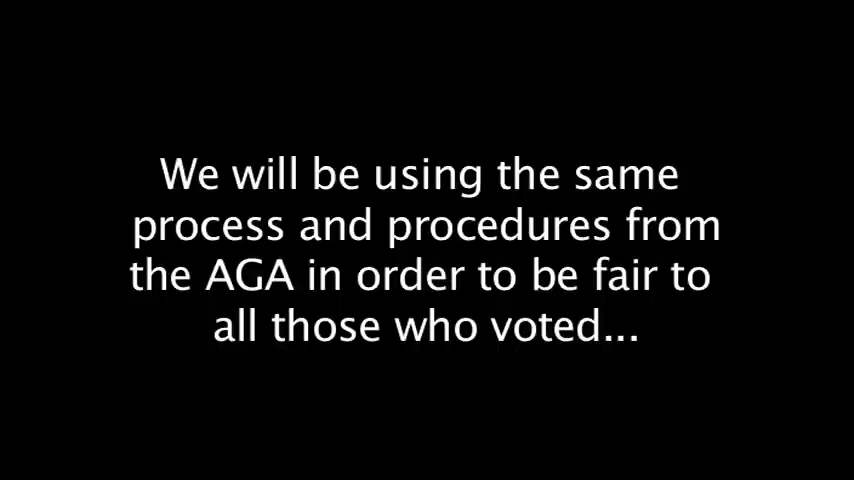 We will be using the same
process and procedures from
the AGA in order to be fair to
all those who voted...